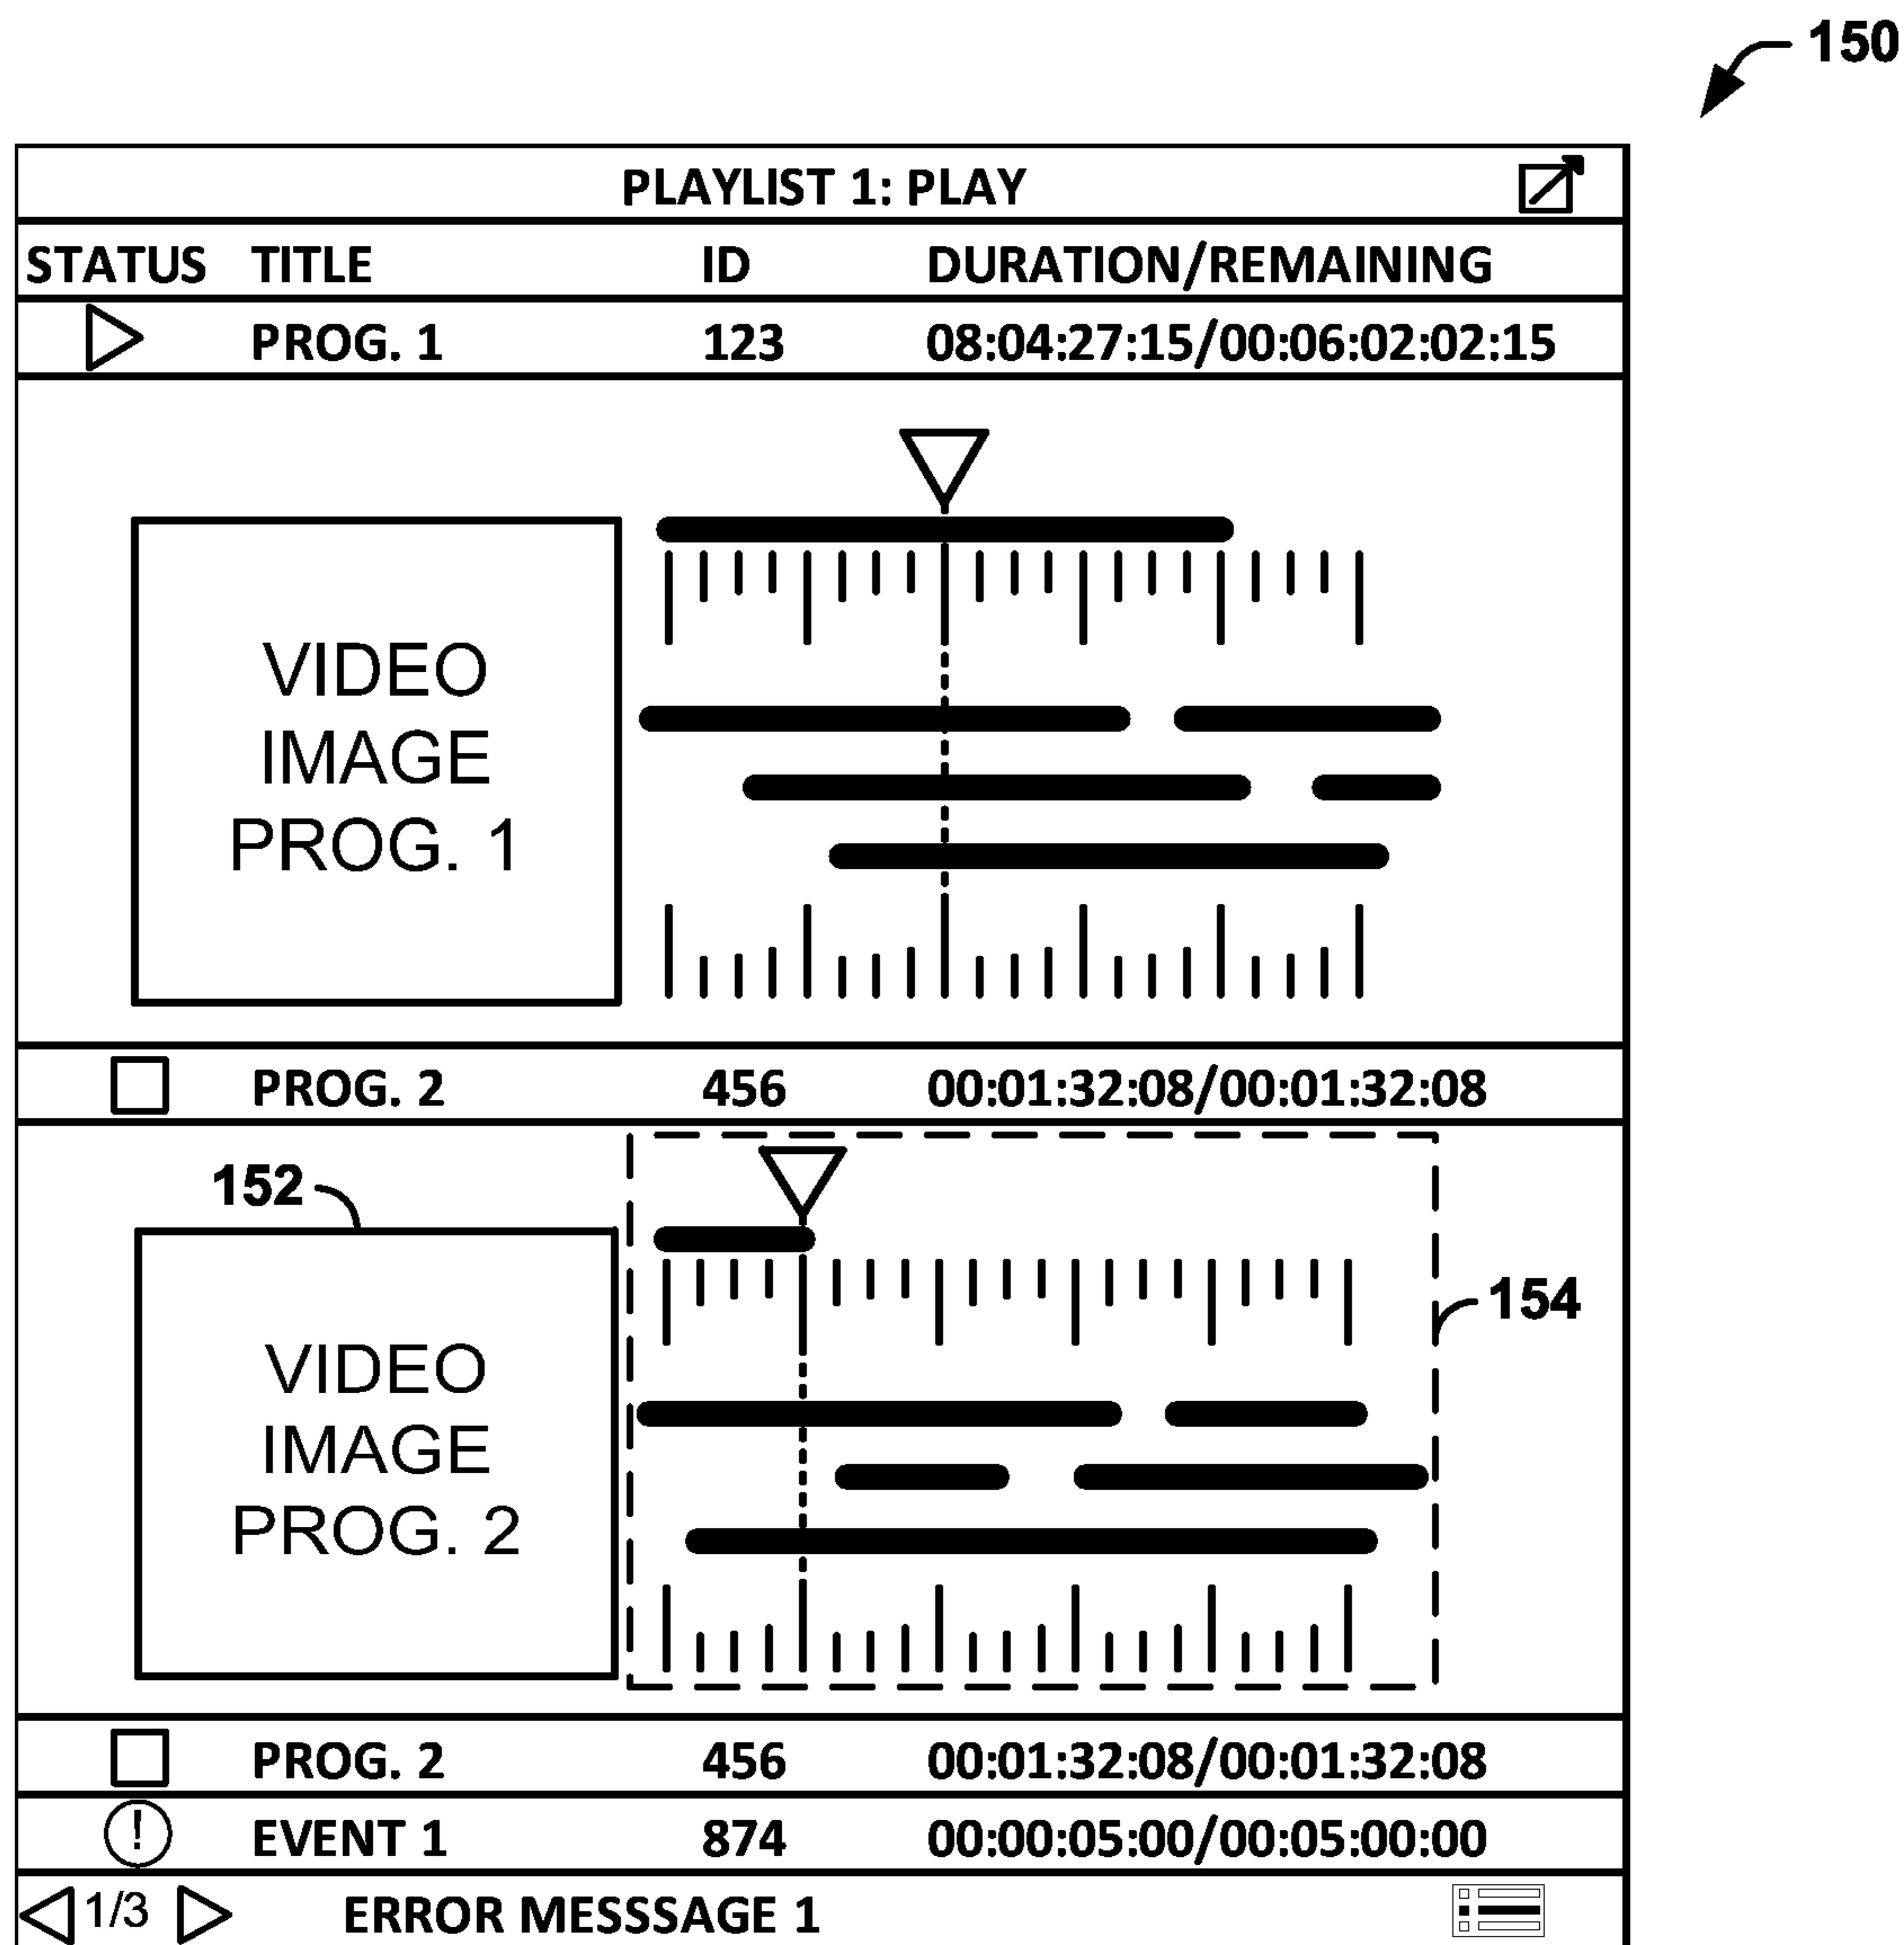 150
PLAYLIST 1: PLAY
STATUS TITLE ID DURATION/REMAINING
PROG. 1 123 08:04:27:15/00:06:02:02:15
VIDEO
IMAGE
PROG. 1
PROG. 2 456 00:01:32:08/00:01:32:08
152
154
VIDEO
IMAGE
PROG. 2
PROG. 2 456 00:01:32:08/00:01:32:08
! EVENT 1 874 00:00:05:00/00:05:00:00
1/3 ERROR MESSSAGE 1